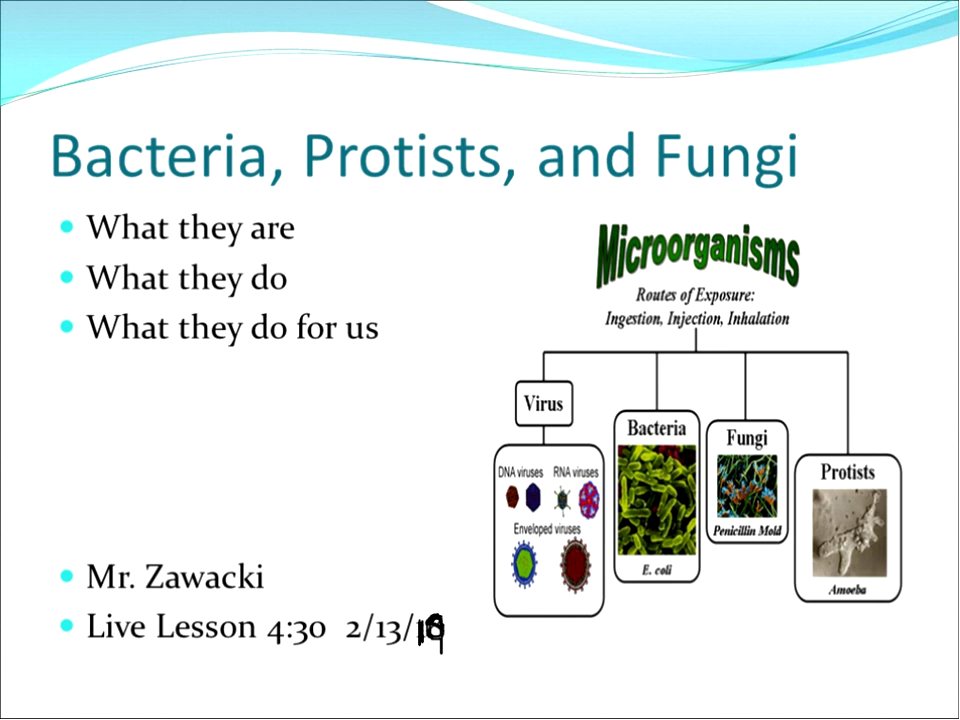 Bacteria, Protists, and Fungi
What they are
What they do
What they do for us
Mr. Zawacki
Live Lesson 4:30 2/13/
Microorganisms
Routes of Exposure:
Ingestion, Injection, Inhalation
Virus
DNA viruses RNA viruses
Enveloped viruses
Bacteria
E. coli
Fungi
Penicillin Mold
Protists
Amoeba